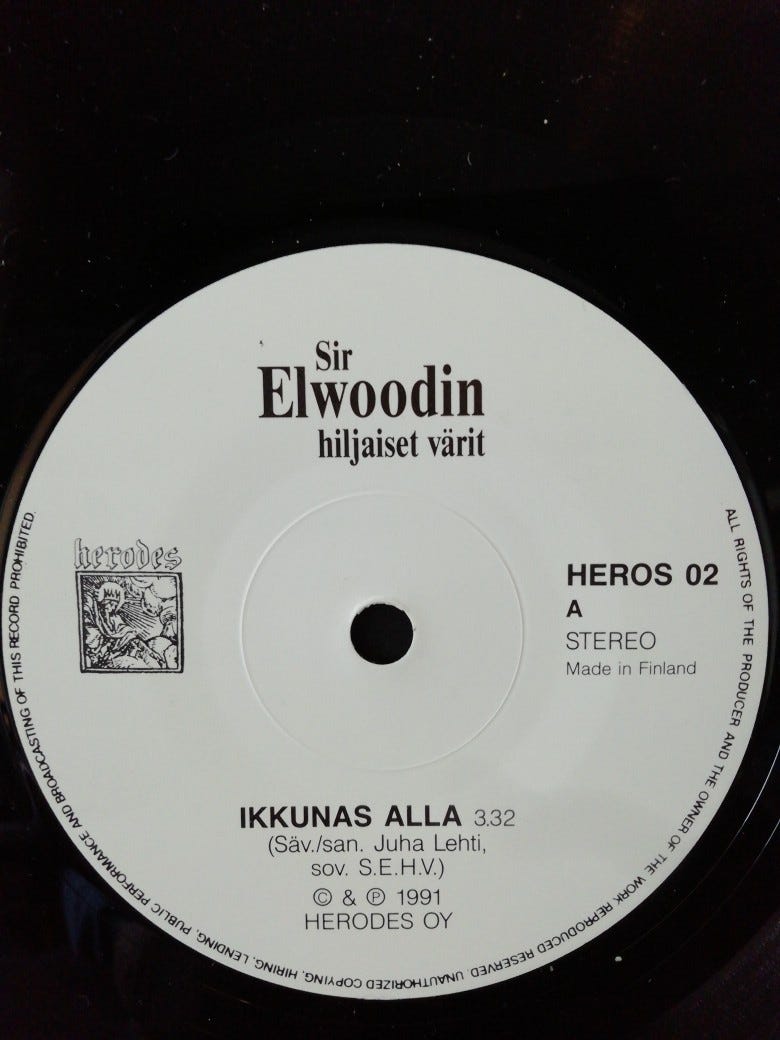 Sir
Elwoodin
hiljaiset värit
herodes
HEROS 02
A
STEREO
Made in Finland
IKKUNAS ALLA 3.32
(Säv./san. Juha Lehti,
sov. S.E.H.V.)
© & ℗ 1991
HERODES OY
ALL RIGHTS OF THE PRODUCER AND THE OWNER OF THE WORK REPRODUCED RESERVED. UNAUTHORIZED COPYING, HIRING, LENDING, PUBLIC PERFORMANCE AND BROADCASTING OF THIS RECORD PROHIBITED.